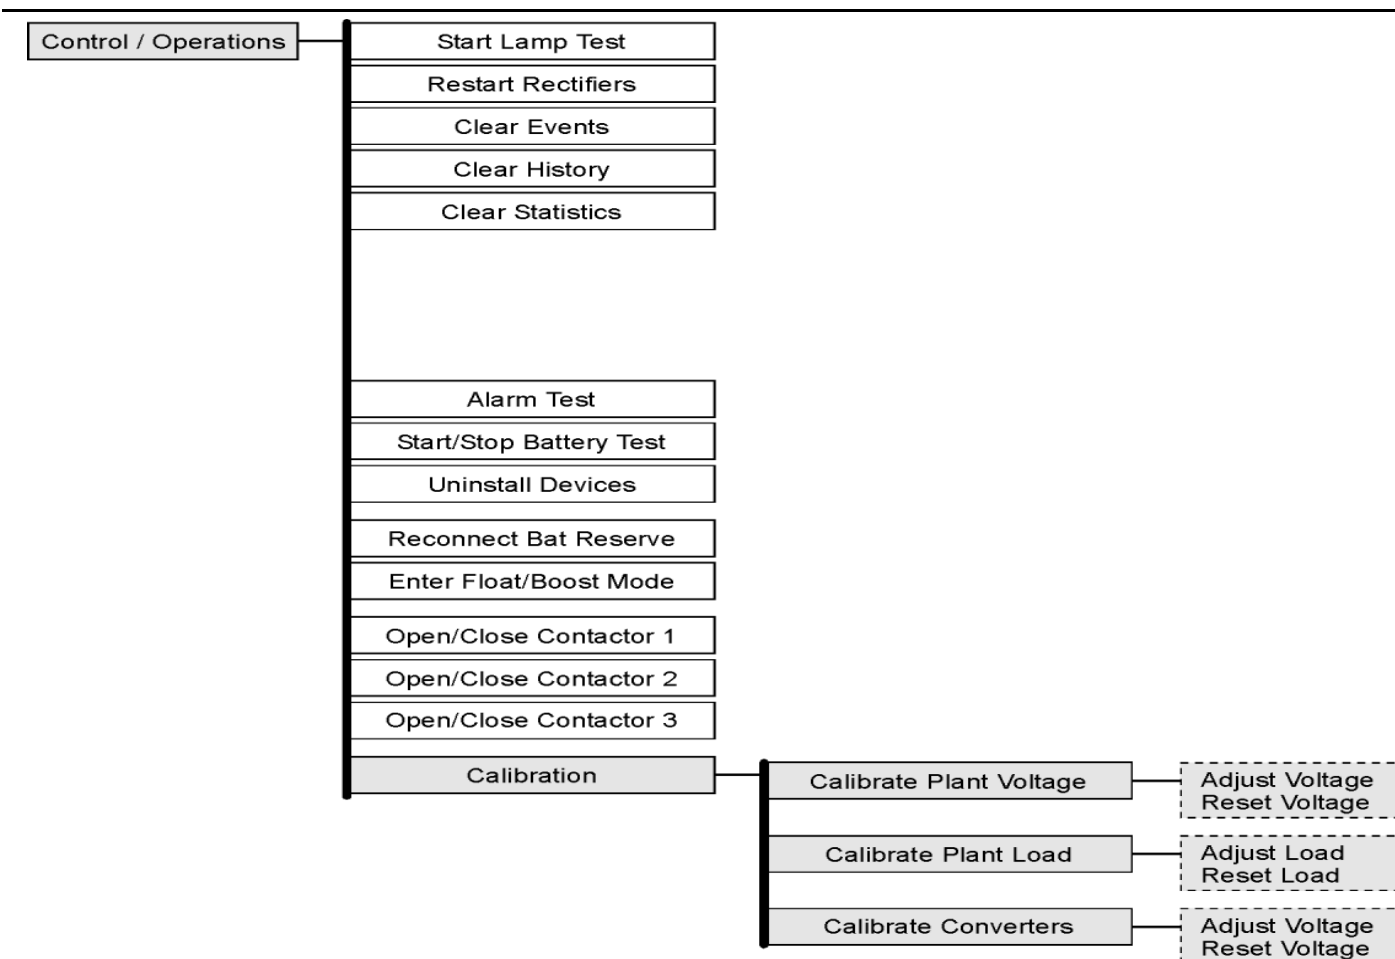 Control / Operations
Start Lamp Test
Restart Rectifiers
Clear Events
Clear History
Clear Statistics
Alarm Test
Start/Stop Battery Test
Uninstall Devices
Reconnect Bat Reserve
Enter Float/Boost Mode
Open/Close Contactor 1
Open/Close Contactor 2
Open/Close Contactor 3
Calibration
Calibrate Plant Voltage
Adjust Voltage
Reset Voltage
Calibrate Plant Load
Adjust Load
Reset Load
Calibrate Converters
Adjust Voltage
Reset Voltage